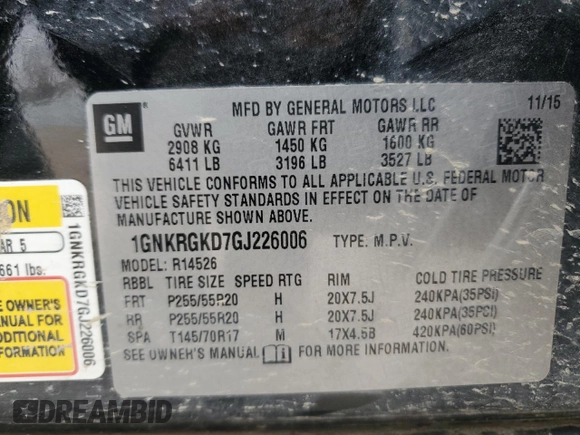 GM
MFD BY GENERAL MOTORS LLC 11/15
GVWR GAWR FRT GAWR RR
2908 KG 1450 KG 1600 KG
6411 LB 3196 LB 3527 LB
THIS VEHICLE CONFORMS TO ALL APPLICABLE U.S. FEDERAL MOTOR
VEHICLE SAFETY STANDARDS IN EFFECT ON THE DATE OF
MANUFACTURE SHOWN ABOVE.
1GNKRGKD7GJ226006 TYPE: M.P.V.
MODEL: R14526
RBBL TIRE SIZE SPEED RTG RIM COLD TIRE PRESSURE
FRT P255/55R20 H 20X7.5J 240KPA(35PSI)
RR P255/55R20 H 20X7.5J 240KPA(35PSI)
SPA T145/70R17 M 17X4.5B 420KPA(60PSI)
SEE OWNER'S MANUAL i FOR MORE INFORMATION.
ON
AR 5
661 lbs.
E OWNER'S
ANUAL FOR
DDITIONAL
FORMATION
1GNKRGKD7GJ226006
DREAMBID